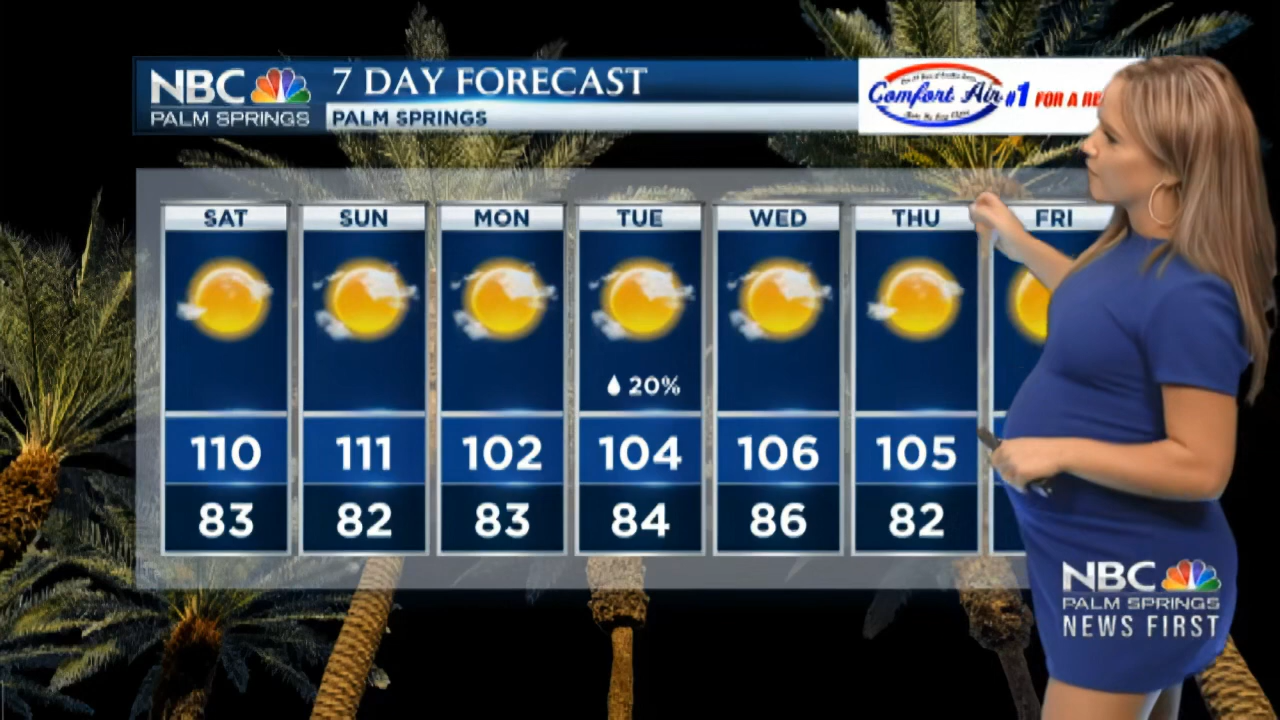 NBC
PALM SPRINGS
7 DAY FORECAST
PALM SPRINGS
Comfort Air
#1 FOR A RE
SAT SUN MON TUE WED THU FRI
20%
110 111 102 104 106 105
83 82 83 84 86 82
NBC
PALM SPRINGS
NEWS FIRST